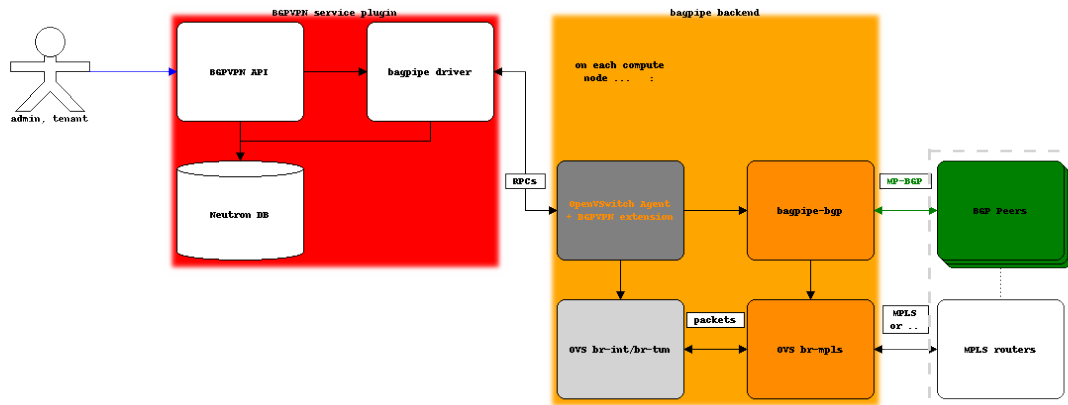 BGPVPN service plugin
bagpipe backend
BGPVPN API
bagpipe driver
on each compute
node ... :
admin, tenant
RPCs
MP-BGP
Neutron DB
OpenVSwitch Agent
+ BGPVPN extension
bagpipe-bgp
BGP Peers
packets
MPLS
or ..
OVS br-int/br-tun
OVS br-mpls
MPLS routers